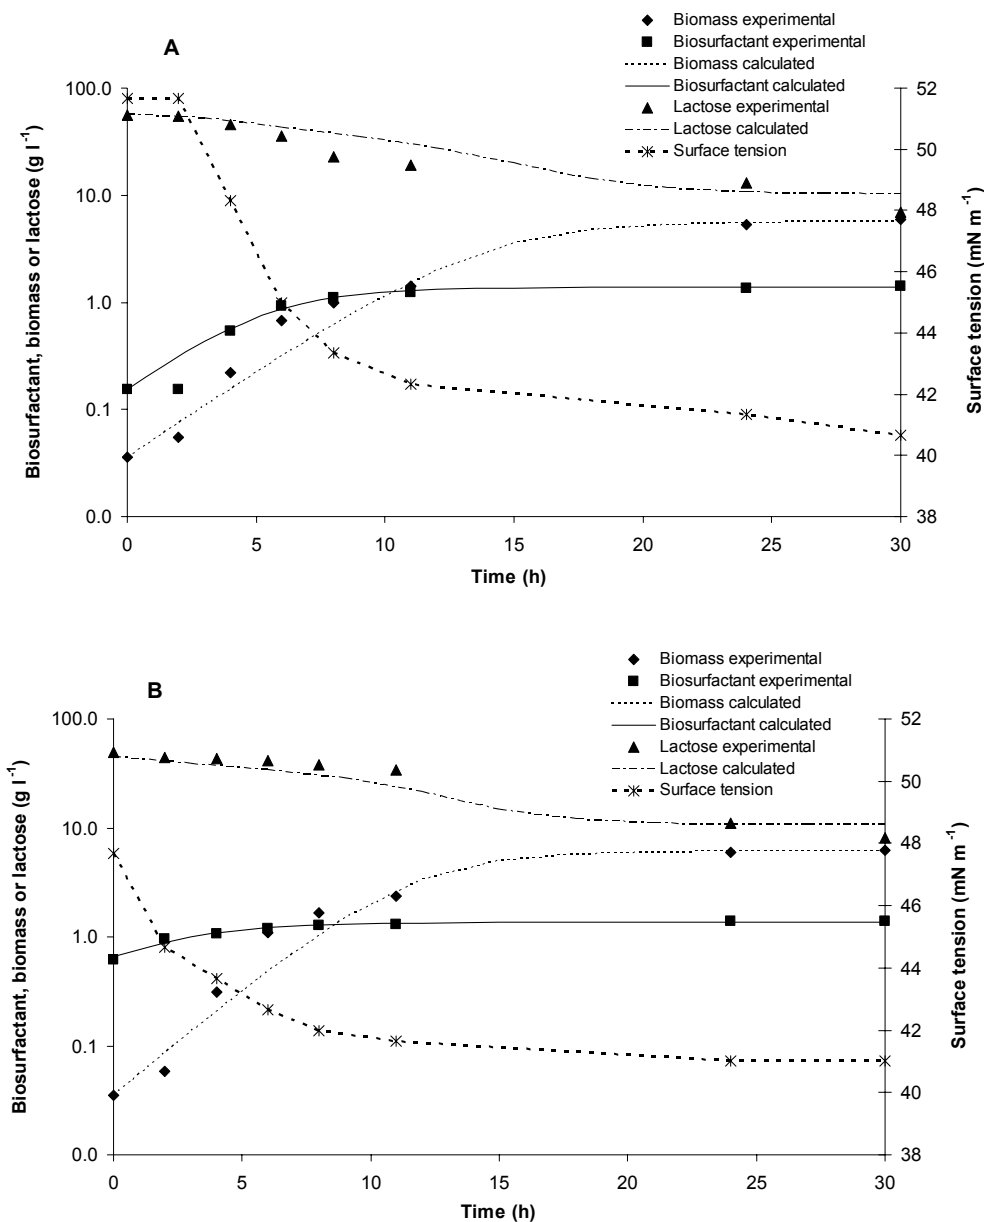 A
Biomass experimental
Biosurfactant experimental
Biomass calculated
Biosurfactant calculated
Lactose experimental
Lactose calculated
Surface tension
Biosurfactant, biomass or lactose (g l⁻¹)
100.0
10.0
1.0
0.1
0.0
52
50
48
46
44
42
40
38
Surface tension (mN m⁻¹)
0 5 10 15 20 25 30
Time (h)
B
Biomass experimental
Biosurfactant experimental
Biomass calculated
Biosurfactant calculated
Lactose experimental
Lactose calculated
Surface tension
Biosurfactant, biomass or lactose (g l⁻¹)
100.0
10.0
1.0
0.1
0.0
52
50
48
46
44
42
40
38
Surface tension (mN m⁻¹)
0 5 10 15 20 25 30
Time (h)